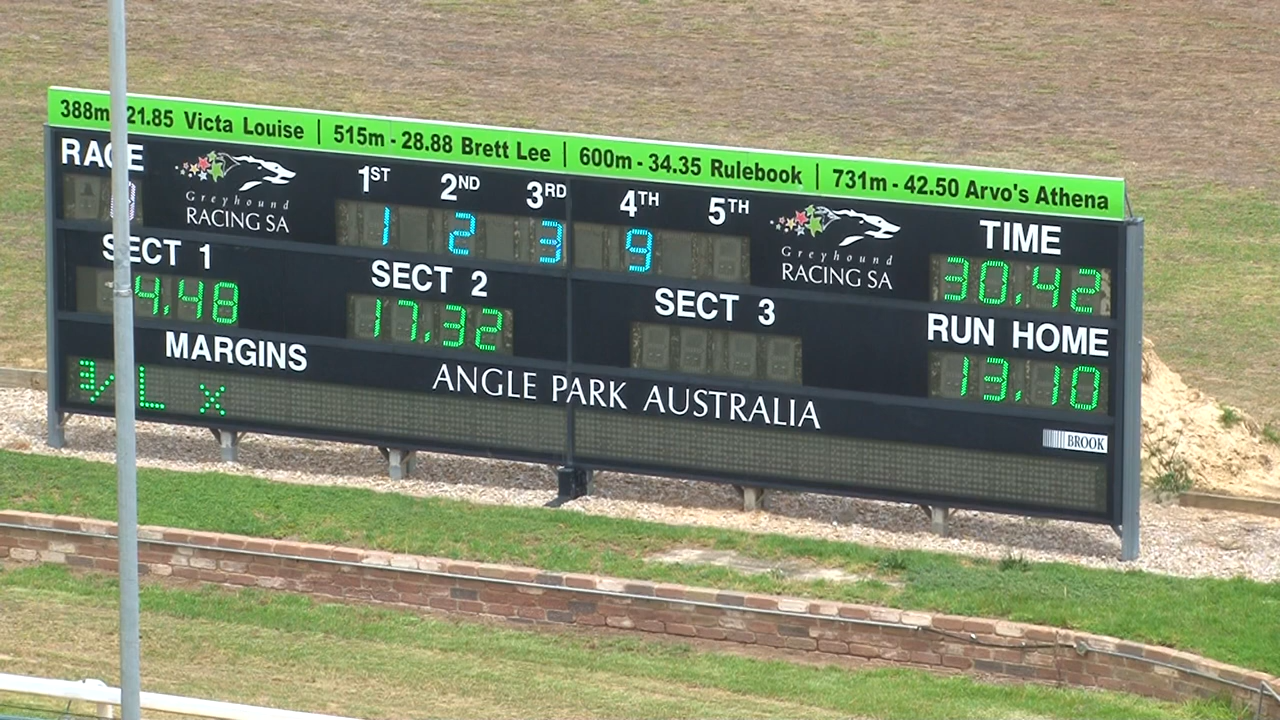 388m 21.85 Victa Louise | 515m - 28.88 Brett Lee | 600m - 34.35 Rulebook | 731m - 42.50 Arvo's Athena
RACE
Greyhound
RACING SA
1ST 2ND 3RD 4TH 5TH
1 2 3 9
Greyhound
RACING SA
TIME
30.42
SECT 1
4.48
SECT 2
17.32
SECT 3
RUN HOME
13.10
MARGINS
ANGLE PARK AUSTRALIA
BROOK